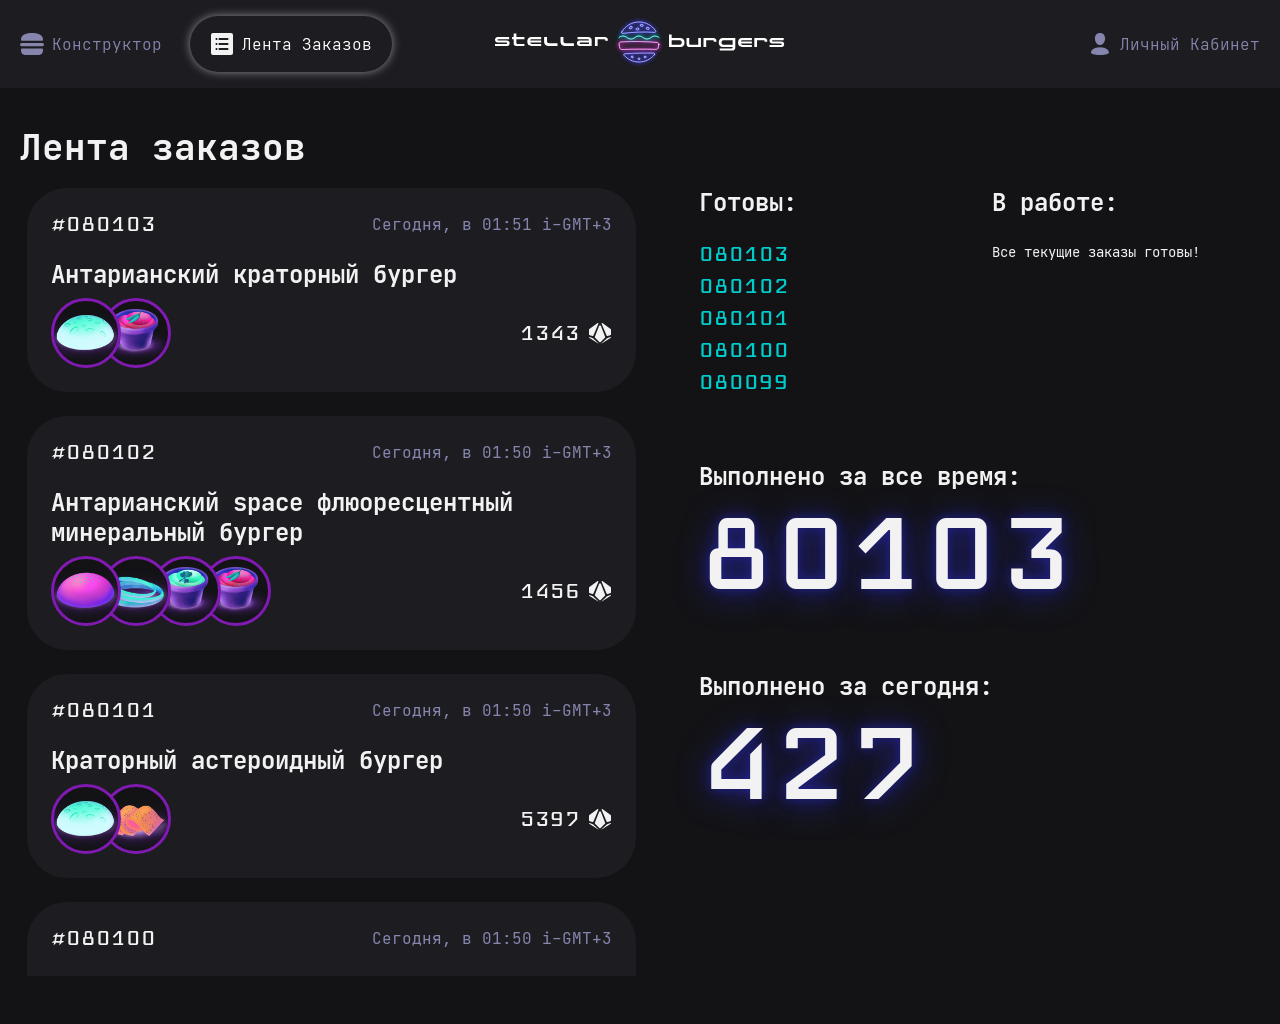 Конструктор
Лента Заказов
stellar burgers
Личный Кабинет
Лента заказов
#080103
Сегодня, в 01:51 i-GMT+3
Антарианский краторный бургер
1343
#080102
Сегодня, в 01:50 i-GMT+3
Антарианский space флюоресцентный
минеральный бургер
1456
#080101
Сегодня, в 01:50 i-GMT+3
Краторный астероидный бургер
5397
#080100
Сегодня, в 01:50 i-GMT+3
Готовы:
080103
080102
080101
080100
080099
В работе:
Все текущие заказы готовы!
Выполнено за все время:
80103
Выполнено за сегодня:
427